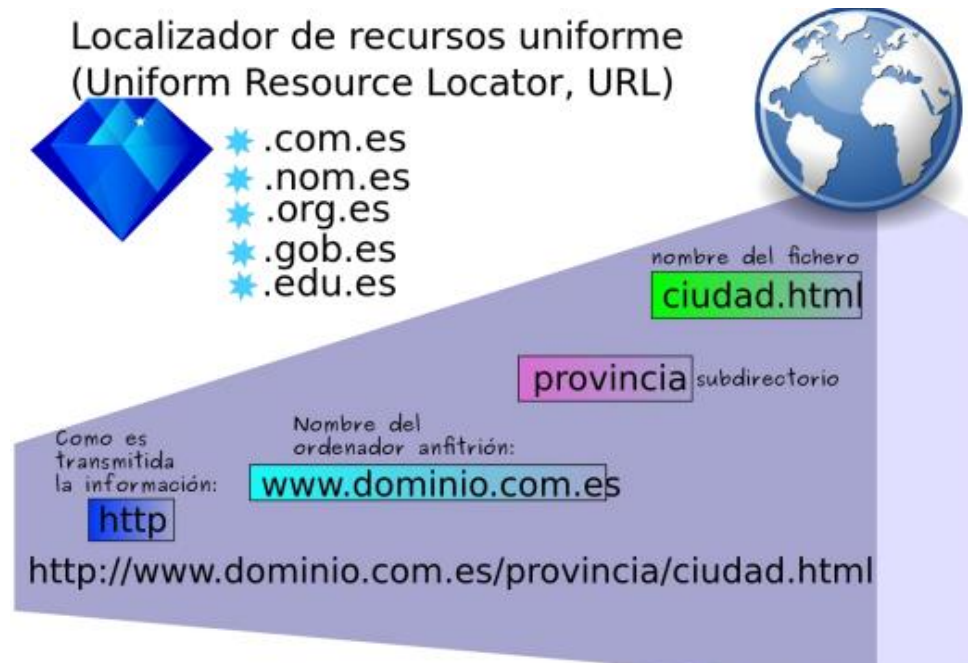 Localizador de recursos uniforme
(Uniform Resource Locator, URL)
.com.es
.nom.es
.org.es
.gob.es
.edu.es
nombre del fichero
ciudad.html
provincia subdirectorio
Nombre del
ordenador anfitrión:
www.dominio.com.es
Como es
transmitida
la información:
http
http://www.dominio.com.es/provincia/ciudad.html